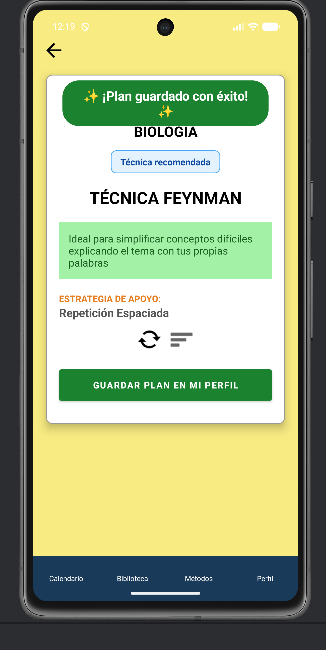 12:19
✨ ¡Plan guardado con éxito!
✨
BIOLOGIA
Técnica recomendada
TÉCNICA FEYNMAN
Ideal para simplificar conceptos difíciles
explicando el tema con tus propias
palabras
ESTRATEGIA DE APOYO:
Repetición Espaciada
GUARDAR PLAN EN MI PERFIL
Calendario Biblioteca Métodos Perfil